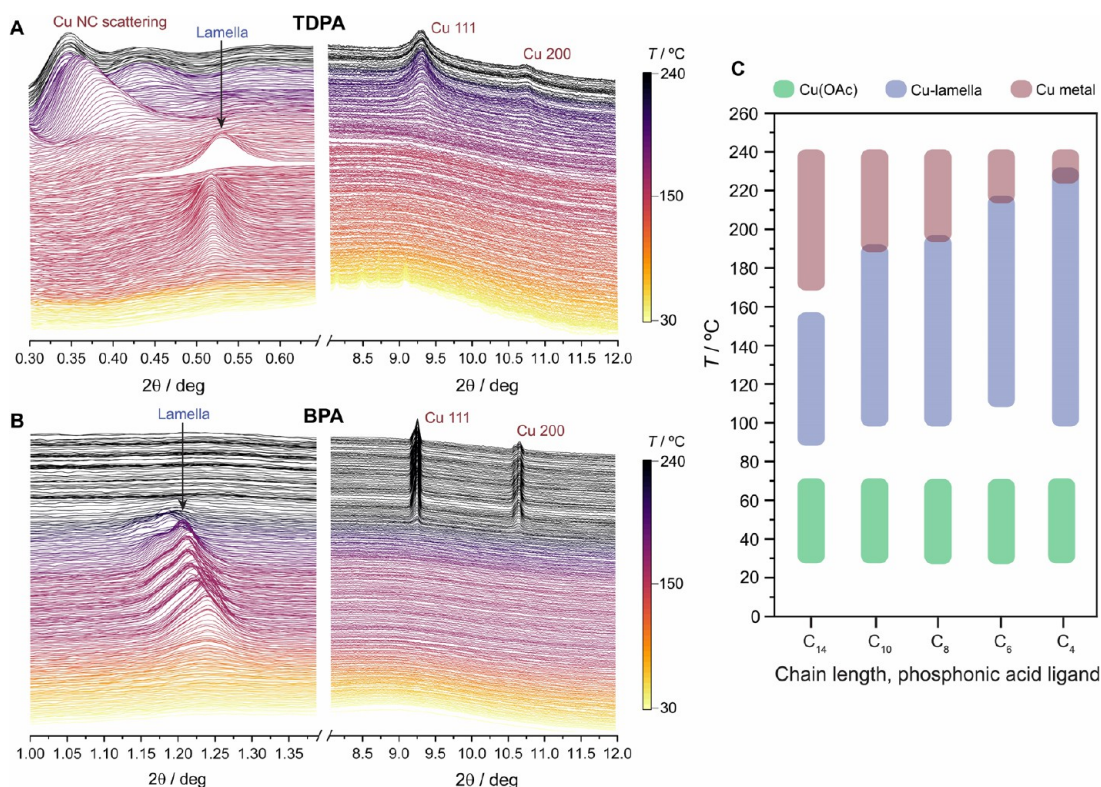 A
Cu NC scattering
Lamella
TDPA
Cu 111
Cu 200
T / ºC
240
150
30
0.30 0.35 0.40 0.45 0.50 0.55 0.60
8.5 9.0 9.5 10.0 10.5 11.0 11.5 12.0
2θ / deg
2θ / deg
B
Lamella
BPA
Cu 111
Cu 200
T / ºC
240
150
30
1.00 1.05 1.10 1.15 1.20 1.25 1.30 1.35
8.5 9.0 9.5 10.0 10.5 11.0 11.5 12.0
2θ / deg
2θ / deg
C
Cu(OAc) Cu-lamella Cu metal
260
240
220
200
180
160
140
120
100
80
60
40
20
0
T / ºC
C₁₄ C₁₀ C₈ C₆ C₄
Chain length, phosphonic acid ligand